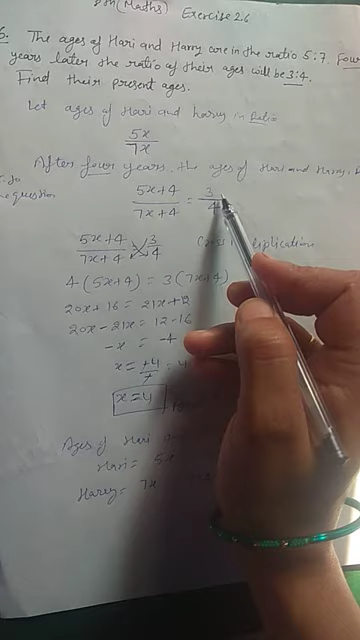 (Maths) Exercise 2.6
6. The ages of Hari and Harry are in the ratio 5:7. Four
years later the ratio of their ages will be 3:4.
Find their present ages.
Let ages of Hari and harry in Ratio
5x
7x
After four years, the ages of Hari and Harry,
question
5x+4 = 3
7x+4 4
5x+4 3
7x+4 4
4(5x+4) = 3(7x+4)
20x+16 = 21x+12
20x-21x = 12-16
-x = -4
x = +4 = 4
x=4
Ages of Hari
Hari = 5x
Harry = 7x